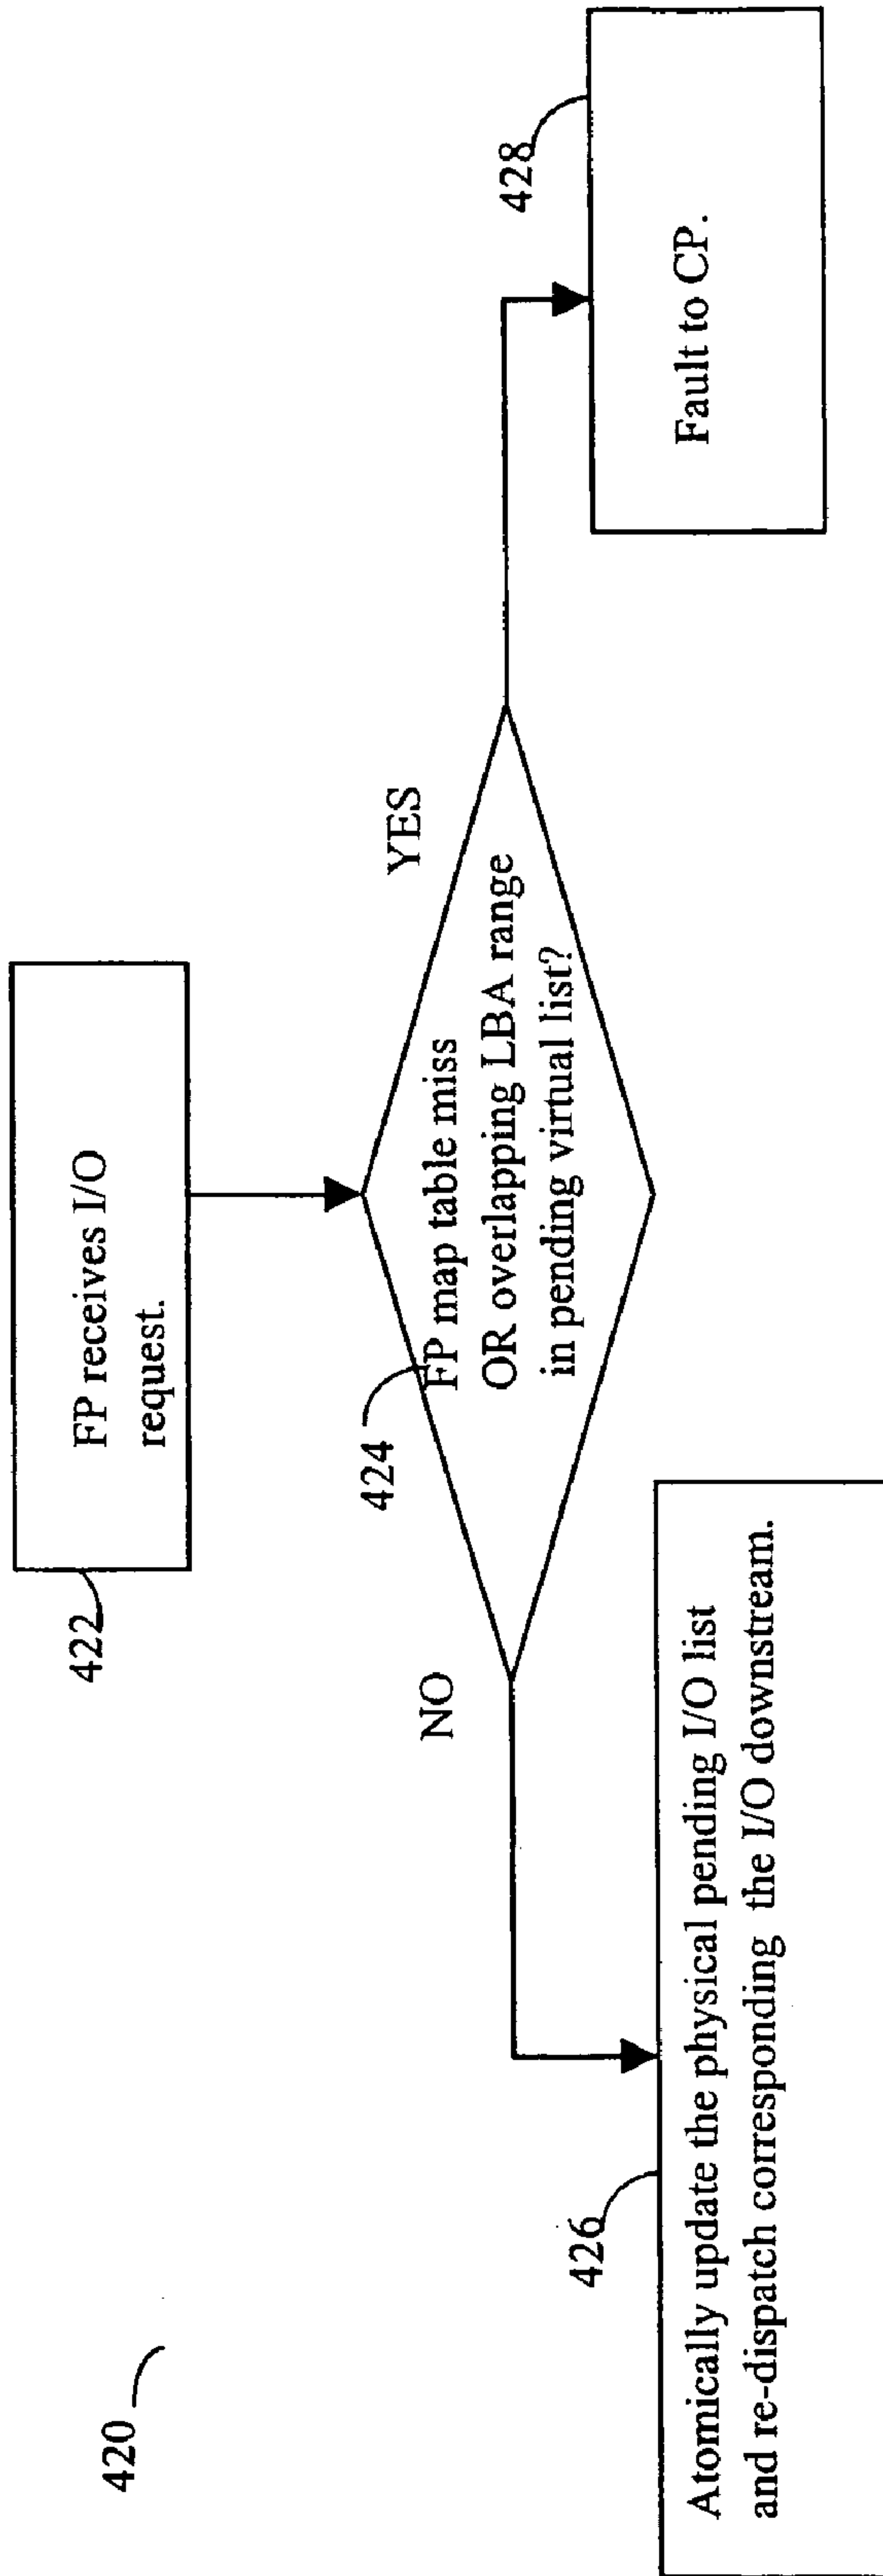 420
422
FP receives I/O
request.
424
FP map table miss
OR overlapping LBA range
in pending virtual list?
NO
YES
426
Atomically update the physical pending I/O list
and re-dispatch corresponding the I/O downstream.
428
Fault to CP.